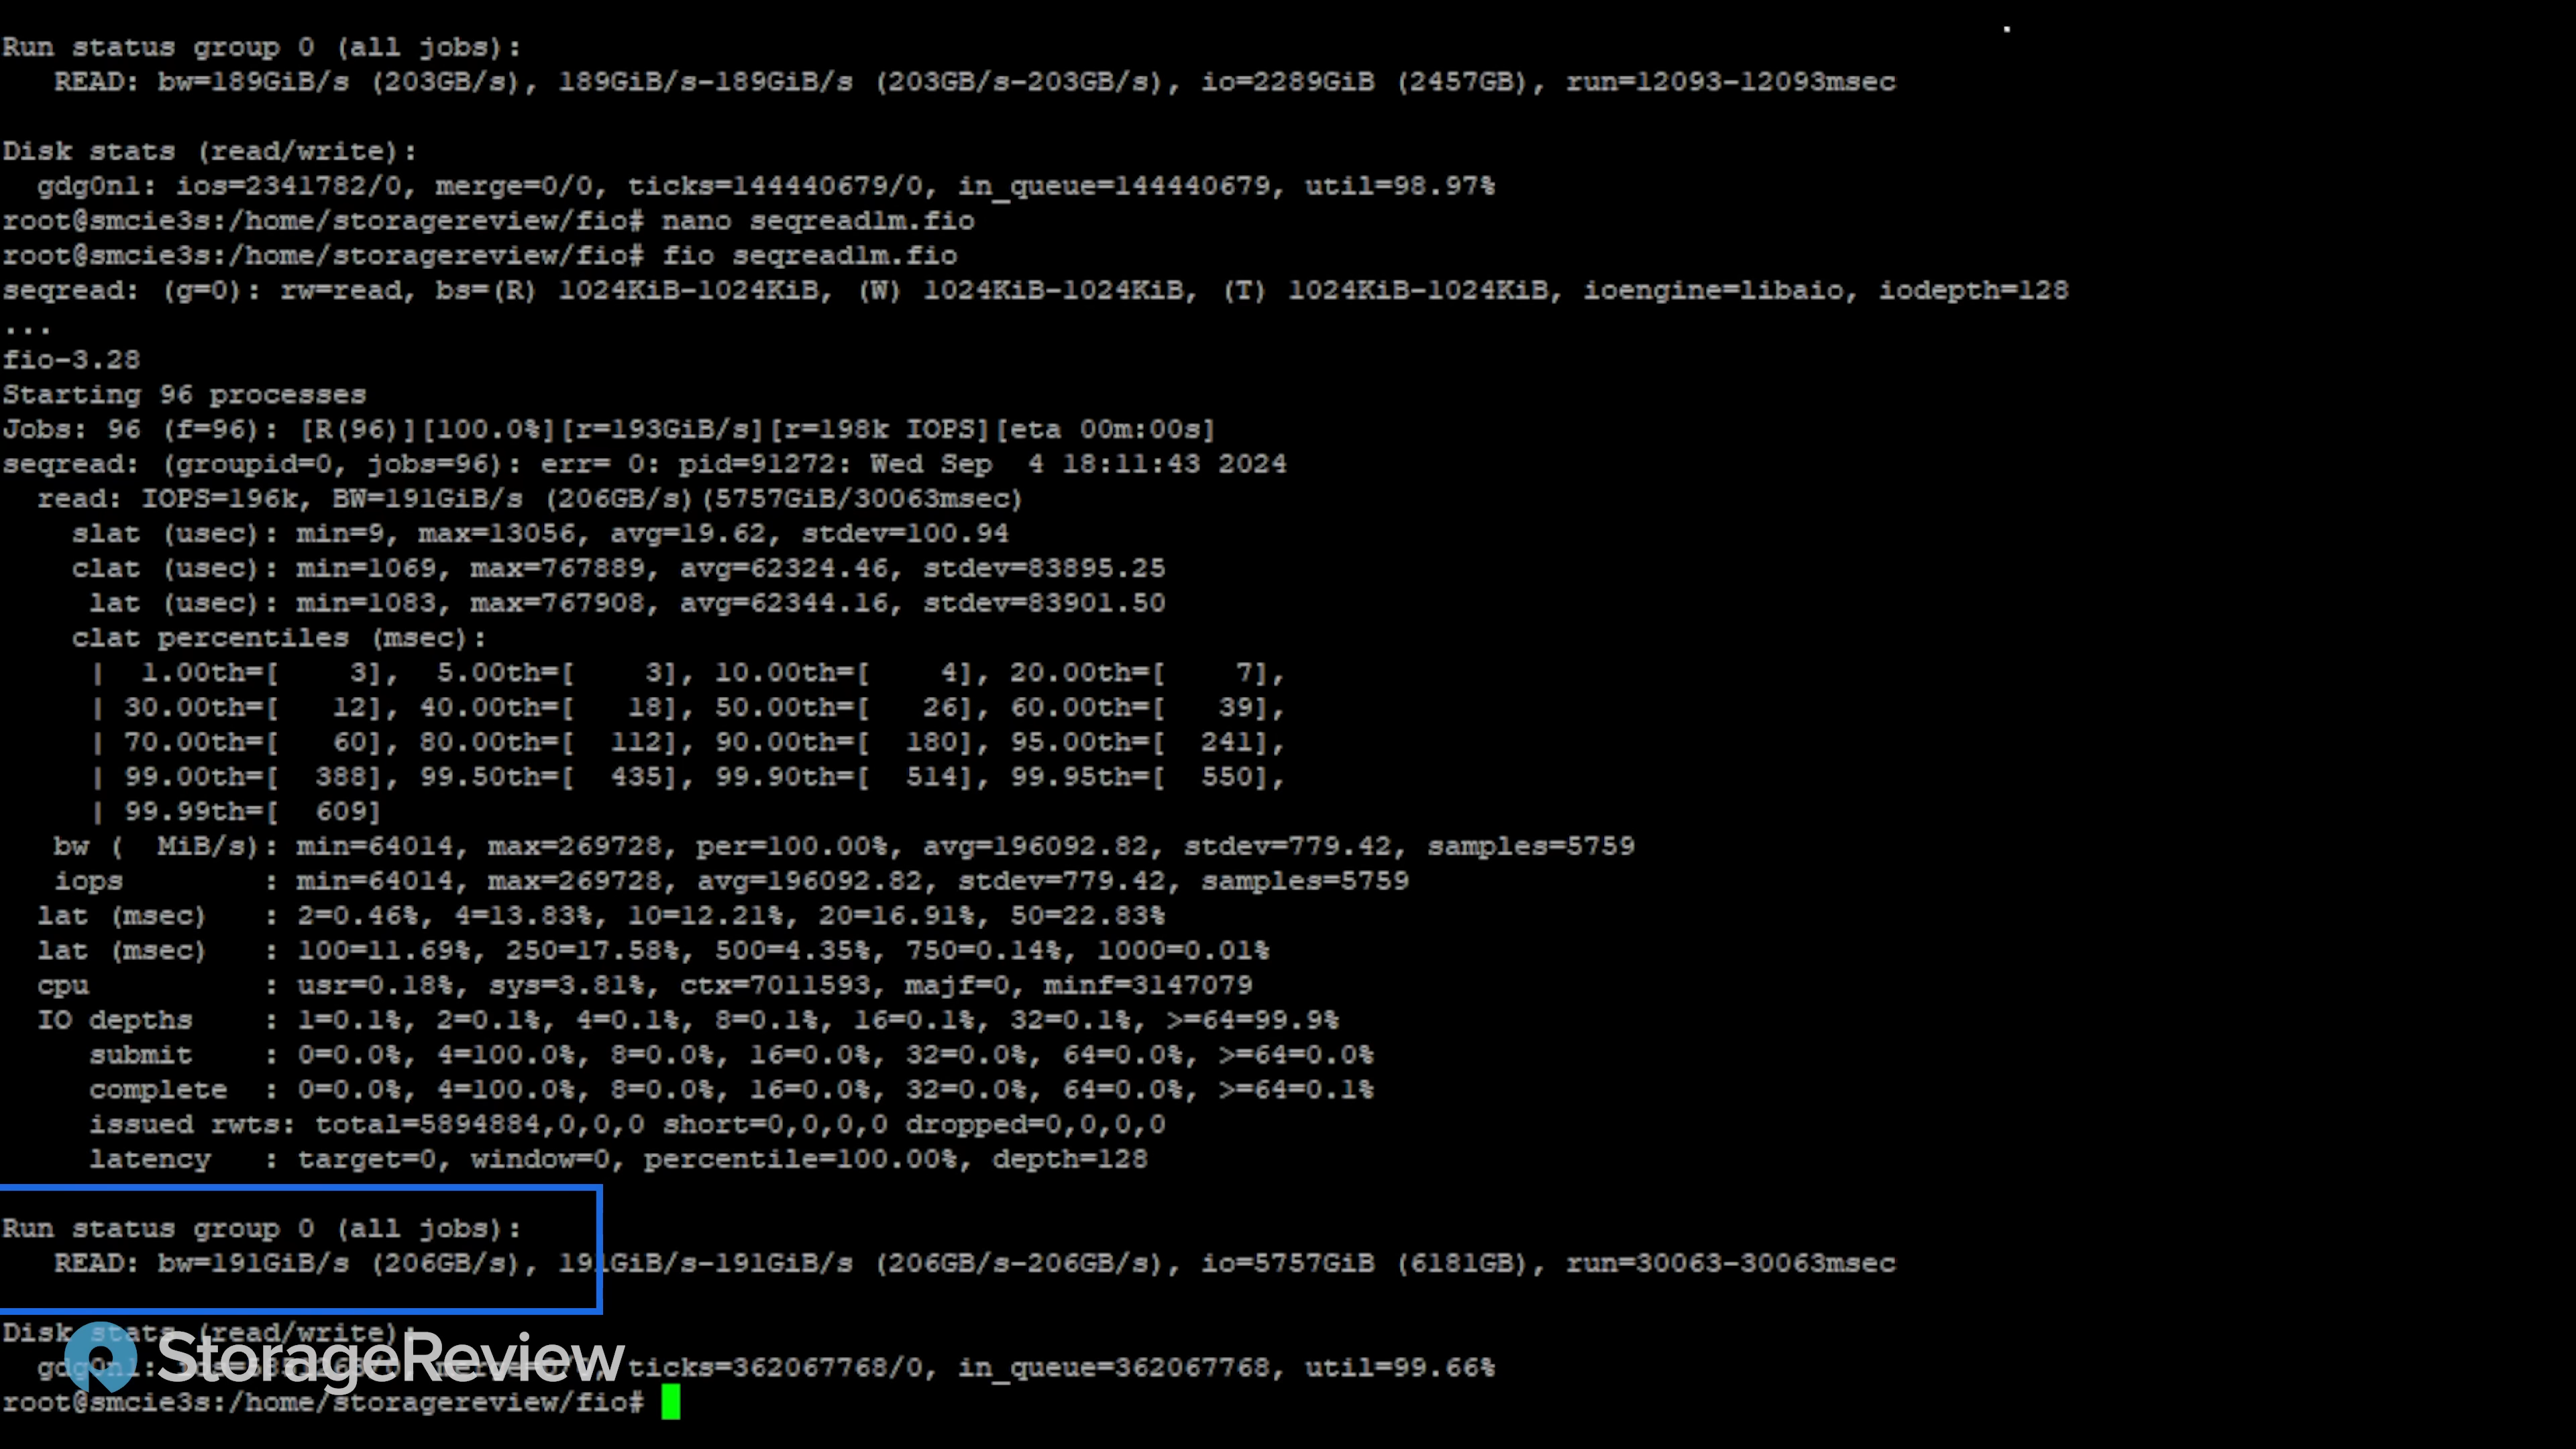 Run status group 0 (all jobs):
READ: bw=189GiB/s (203GB/s), 189GiB/s-189GiB/s (203GB/s-203GB/s), io=2289GiB (2457GB), run=12093-12093msec
Disk stats (read/write):
gdg0n1: ios=2341782/0, merge=0/0, ticks=144440679/0, in_queue=144440679, util=98.97%
root@smcie3s:/home/storagereview/fio# nano seqread1m.fio
root@smcie3s:/home/storagereview/fio# fio seqread1m.fio
seqread: (g=0): rw=read, bs=(R) 1024KiB-1024KiB, (W) 1024KiB-1024KiB, (T) 1024KiB-1024KiB, ioengine=libaio, iodepth=128
...
fio-3.28
Starting 96 processes
Jobs: 96 (f=96): [R(96)][100.0%][r=193GiB/s][r=198k IOPS][eta 00m:00s]
seqread: (groupid=0, jobs=96): err= 0: pid=91272: Wed Sep  4 18:11:43 2024
read: IOPS=196k, BW=191GiB/s (206GB/s)(5757GiB/30063msec)
slat (usec): min=9, max=13056, avg=19.62, stdev=100.94
clat (usec): min=1069, max=767889, avg=62324.46, stdev=83895.25
lat (usec): min=1083, max=767908, avg=62344.16, stdev=83901.50
clat percentiles (msec):
|  1.00th=[    3],  5.00th=[    3], 10.00th=[    4], 20.00th=[    7],
| 30.00th=[   12], 40.00th=[   18], 50.00th=[   26], 60.00th=[   39],
| 70.00th=[   60], 80.00th=[  112], 90.00th=[  180], 95.00th=[  241],
| 99.00th=[  388], 99.50th=[  435], 99.90th=[  514], 99.95th=[  550],
| 99.99th=[  609]
bw (  MiB/s): min=64014, max=269728, per=100.00%, avg=196092.82, stdev=779.42, samples=5759
iops        : min=64014, max=269728, avg=196092.82, stdev=779.42, samples=5759
lat (msec)   : 2=0.46%, 4=13.83%, 10=12.21%, 20=16.91%, 50=22.83%
lat (msec)   : 100=11.69%, 250=17.58%, 500=4.35%, 750=0.14%, 1000=0.01%
cpu          : usr=0.18%, sys=3.81%, ctx=7011593, majf=0, minf=3147079
IO depths    : 1=0.1%, 2=0.1%, 4=0.1%, 8=0.1%, 16=0.1%, 32=0.1%, >=64=99.9%
submit    : 0=0.0%, 4=100.0%, 8=0.0%, 16=0.0%, 32=0.0%, 64=0.0%, >=64=0.0%
complete  : 0=0.0%, 4=100.0%, 8=0.0%, 16=0.0%, 32=0.0%, 64=0.0%, >=64=0.1%
issued rwts: total=5894884,0,0,0 short=0,0,0,0 dropped=0,0,0,0
latency   : target=0, window=0, percentile=100.00%, depth=128
Run status group 0 (all jobs):
READ: bw=191GiB/s (206GB/s), 191GiB/s-191GiB/s (206GB/s-206GB/s), io=5757GiB (6181GB), run=30063-30063msec
Disk stats (read/write):
StorageReview
gdg0n1: merge=0/0, ticks=362067768/0, in_queue=362067768, util=99.66%
root@smcie3s:/home/storagereview/fio#